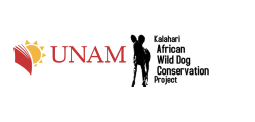 UNAM
Kalahari
African
Wild Dog
Conservation
Project